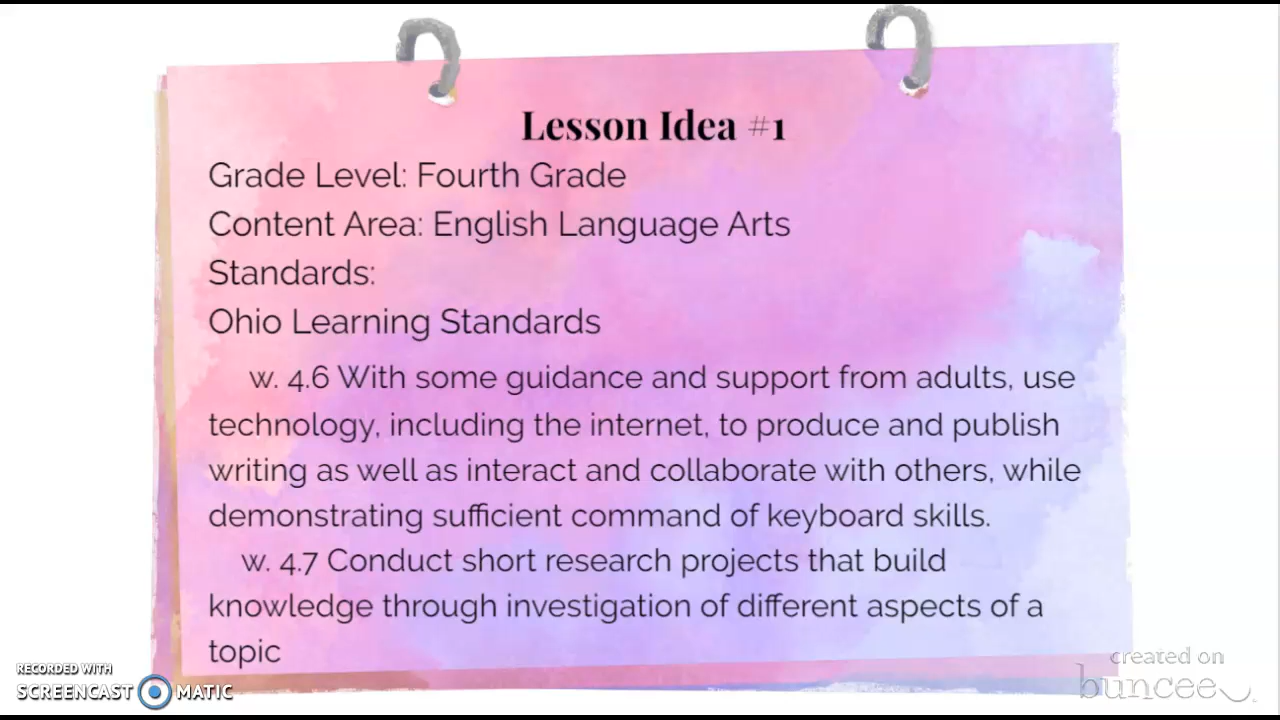 Lesson Idea #1
Grade Level: Fourth Grade
Content Area: English Language Arts
Standards:
Ohio Learning Standards
w. 4.6 With some guidance and support from adults, use
technology, including the internet, to produce and publish
writing as well as interact and collaborate with others, while
demonstrating sufficient command of keyboard skills.
w. 4.7 Conduct short research projects that build
knowledge through investigation of different aspects of a
topic
RECORDED WITH
SCREENCAST MATIC
created on
buncee